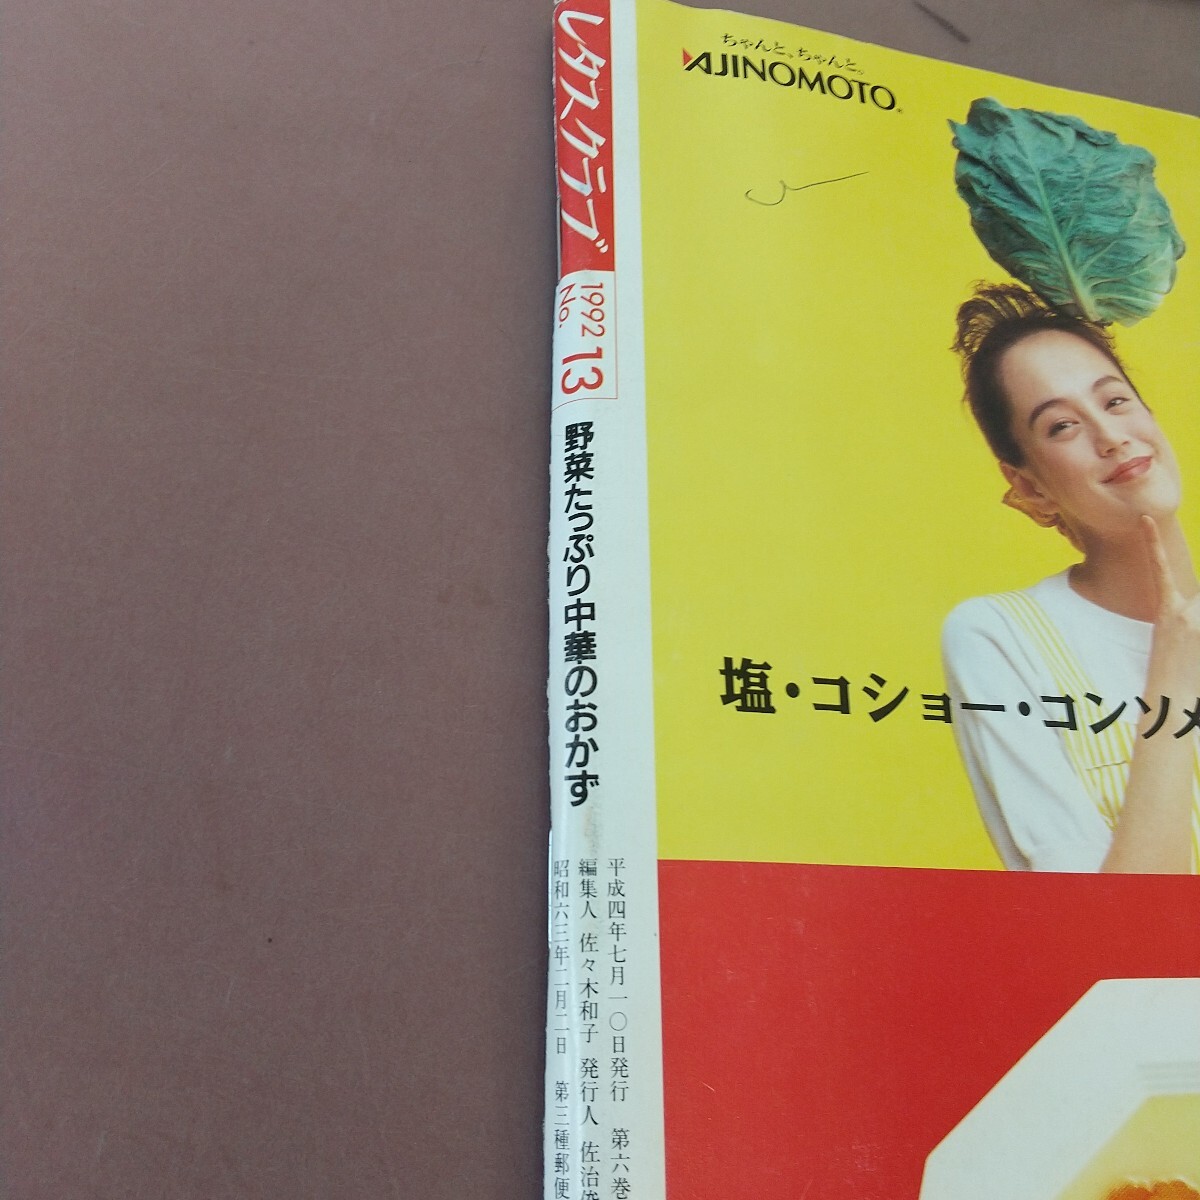 レタスクラブ
1992
No. 13
野菜たっぷり中華のおかず
平成四年七月一〇日発行 第六巻
編集人 佐々木和子 発行人 佐治
昭和六三年二月二日 第三種郵便
ちゃんと、ちゃんと。
AJINOMOTO®
塩・コショー・コンソメ